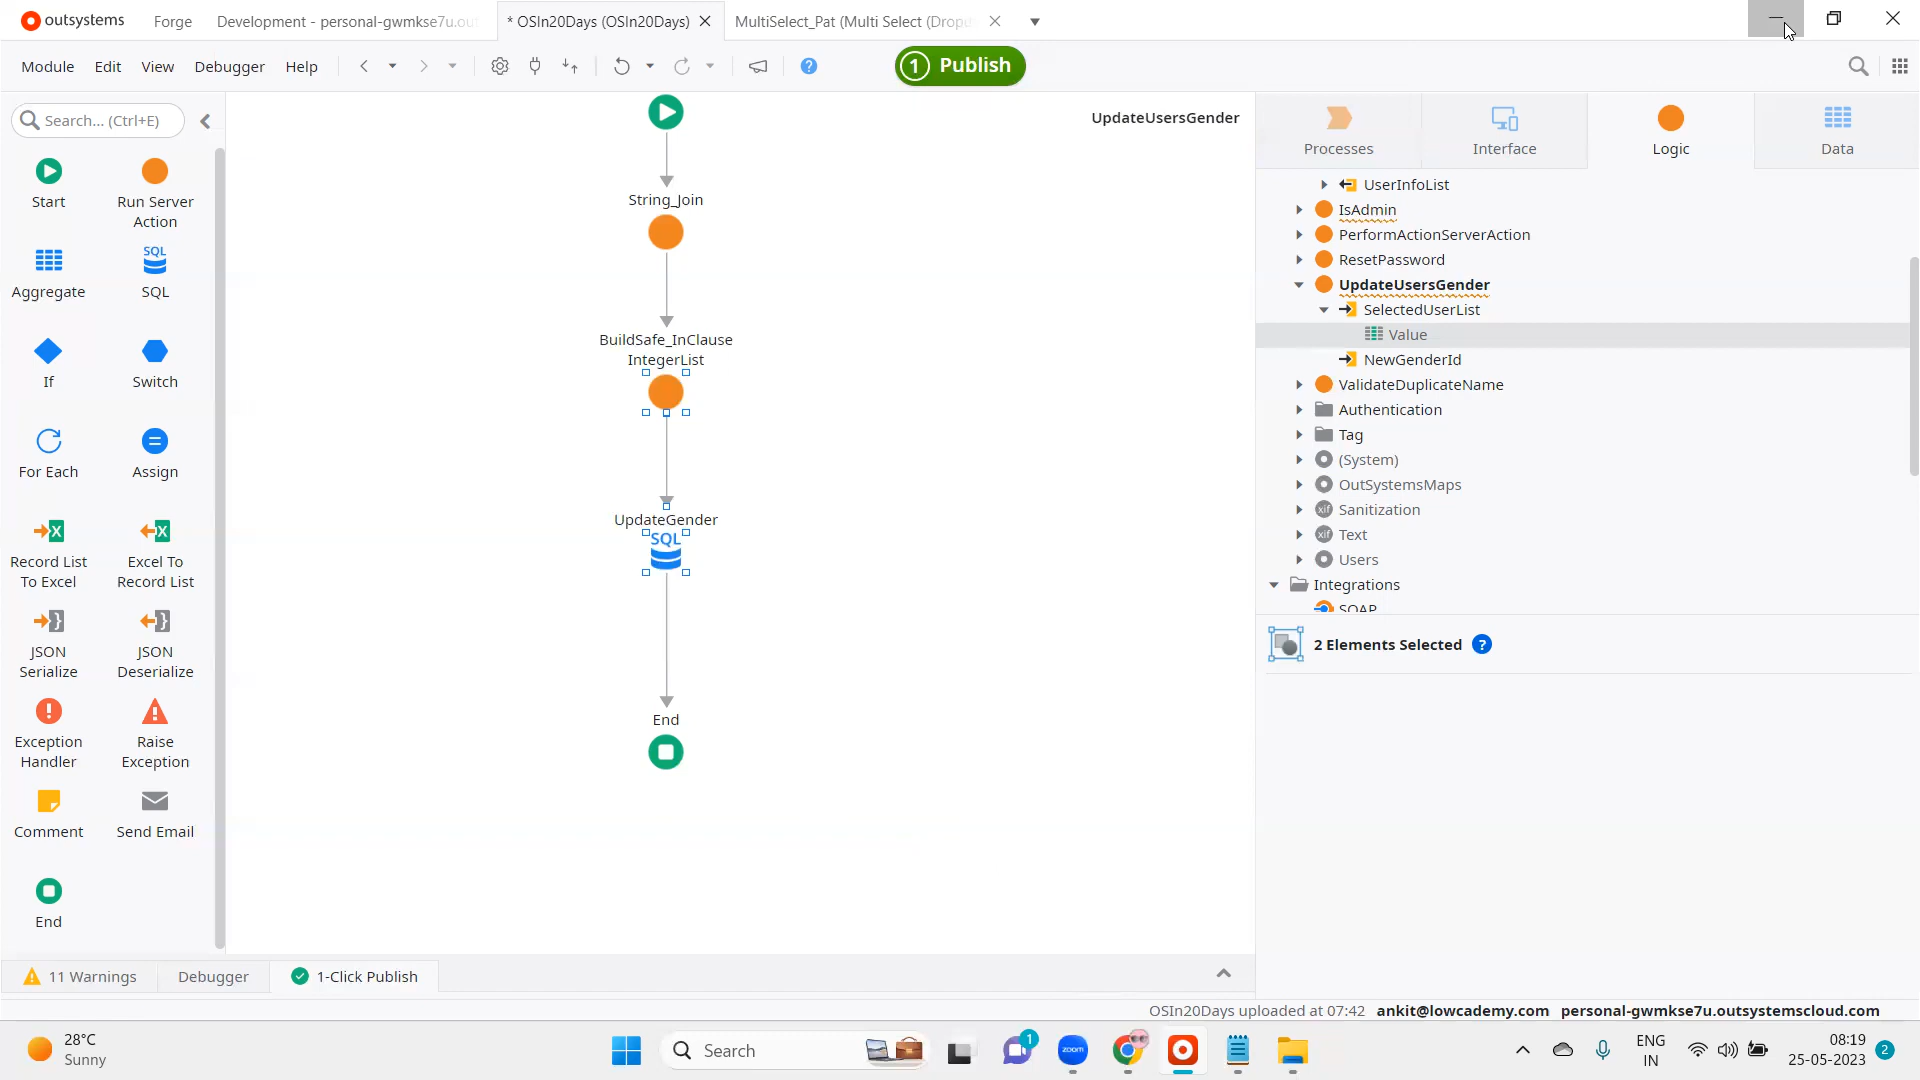 outsystems
Forge
Development - personal-gwmkse7u.ou
* OSIn20Days (OSIn20Days)
MultiSelect_Pat (Multi Select (Dropd
Module
Edit
View
Debugger
Help
1
Publish
Search... (Ctrl+E)
UpdateUsersGender
Processes
Interface
Logic
Data
Start
Run Server
Action
Aggregate
SQL
SQL
If
Switch
For Each
Assign
Record List
To Excel
Excel To
Record List
JSON
Serialize
JSON
Deserialize
Exception
Handler
Raise
Exception
Comment
Send Email
End
String_Join
BuildSafe_InClause
IntegerList
UpdateGender
SQL
End
UserInfoList
IsAdmin
PerformActionServerAction
ResetPassword
UpdateUsersGender
SelectedUserList
Value
NewGenderId
ValidateDuplicateName
Authentication
Tag
(System)
OutSystemsMaps
xif Sanitization
xif Text
Users
Integrations
SOAP
2 Elements Selected
11 Warnings
Debugger
1-Click Publish
OSIn20Days uploaded at 07:42 ankit@lowcademy.com personal-gwmkse7u.outsystemscloud.com
28°C
Sunny
Search
1
zoom
ENG
IN
08:19
25-05-2023
2